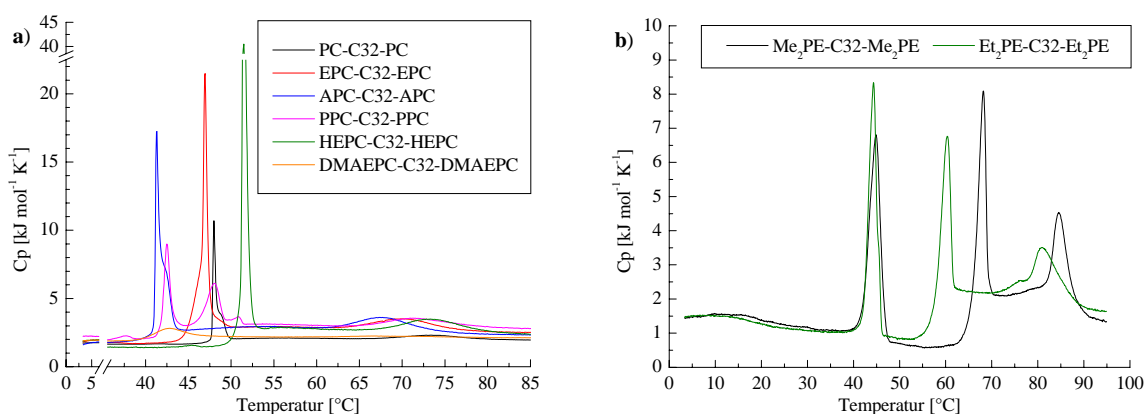 a)
45
40
20
15
10
5
0
Cp [kJ mol⁻¹ K⁻¹]
PC-C32-PC
EPC-C32-EPC
APC-C32-APC
PPC-C32-PPC
HEPC-C32-HEPC
DMAEPC-C32-DMAEPC
0 5 40 45 50 55 60 65 70 75 80 85
Temperatur [°C]
b)
10
9
8
7
6
5
4
3
2
1
0
Cp [kJ mol⁻¹ K⁻¹]
Me₂PE-C32-Me₂PE Et₂PE-C32-Et₂PE
0 10 20 30 40 50 60 70 80 90 100
Temperatur [°C]